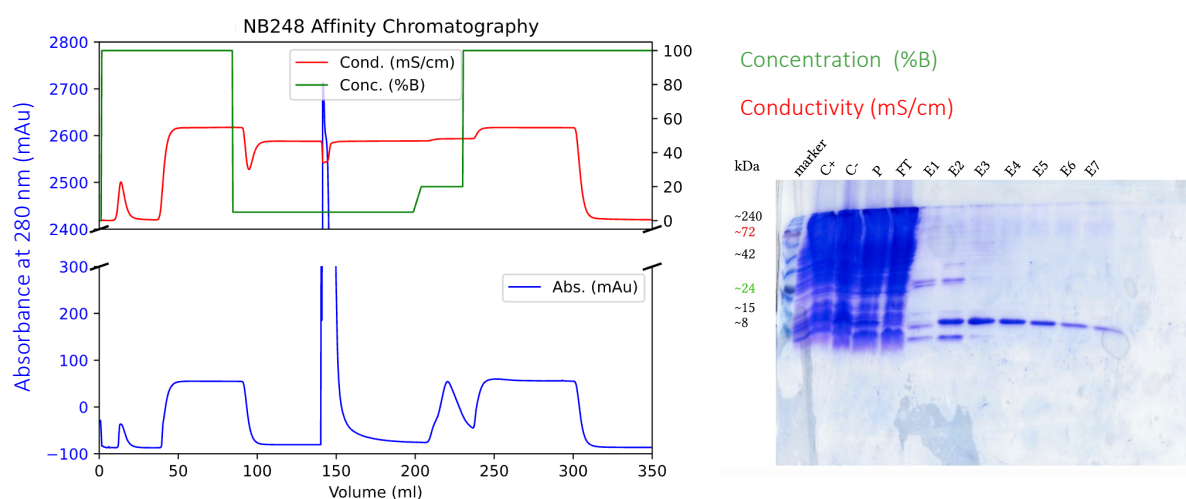 NB248 Affinity Chromatography
Absorbance at 280 nm (mAu)
2800
2700
2600
2500
2400
300
200
100
0
−100
Cond. (mS/cm)
Conc. (%B)
100
80
60
40
20
0
Abs. (mAu)
0 50 100 150 200 250 300 350
Volume (ml)
Concentration (%B)
Conductivity (mS/cm)
kDa marker C+ C- P FT E1 E2 E3 E4 E5 E6 E7
~240
~72
~42
~24
~15
~8